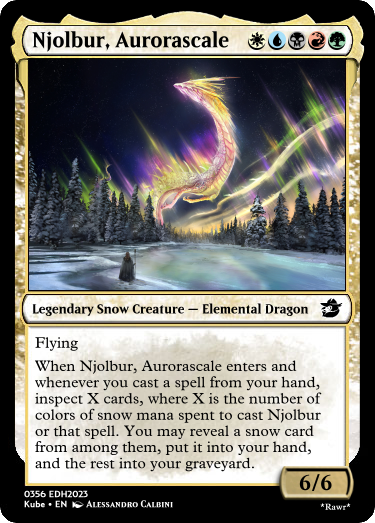 Njolbur, Aurorascale
Legendary Snow Creature — Elemental Dragon
Flying
When Njolbur, Aurorascale enters and
whenever you cast a spell from your hand,
inspect X cards, where X is the number of
colors of snow mana spent to cast Njolbur
or that spell. You may reveal a snow card
from among them, put it into your hand,
and the rest into your graveyard.
6/6
0356 EDH2023
Kube • EN Alessandro Calbini
*Rawr*